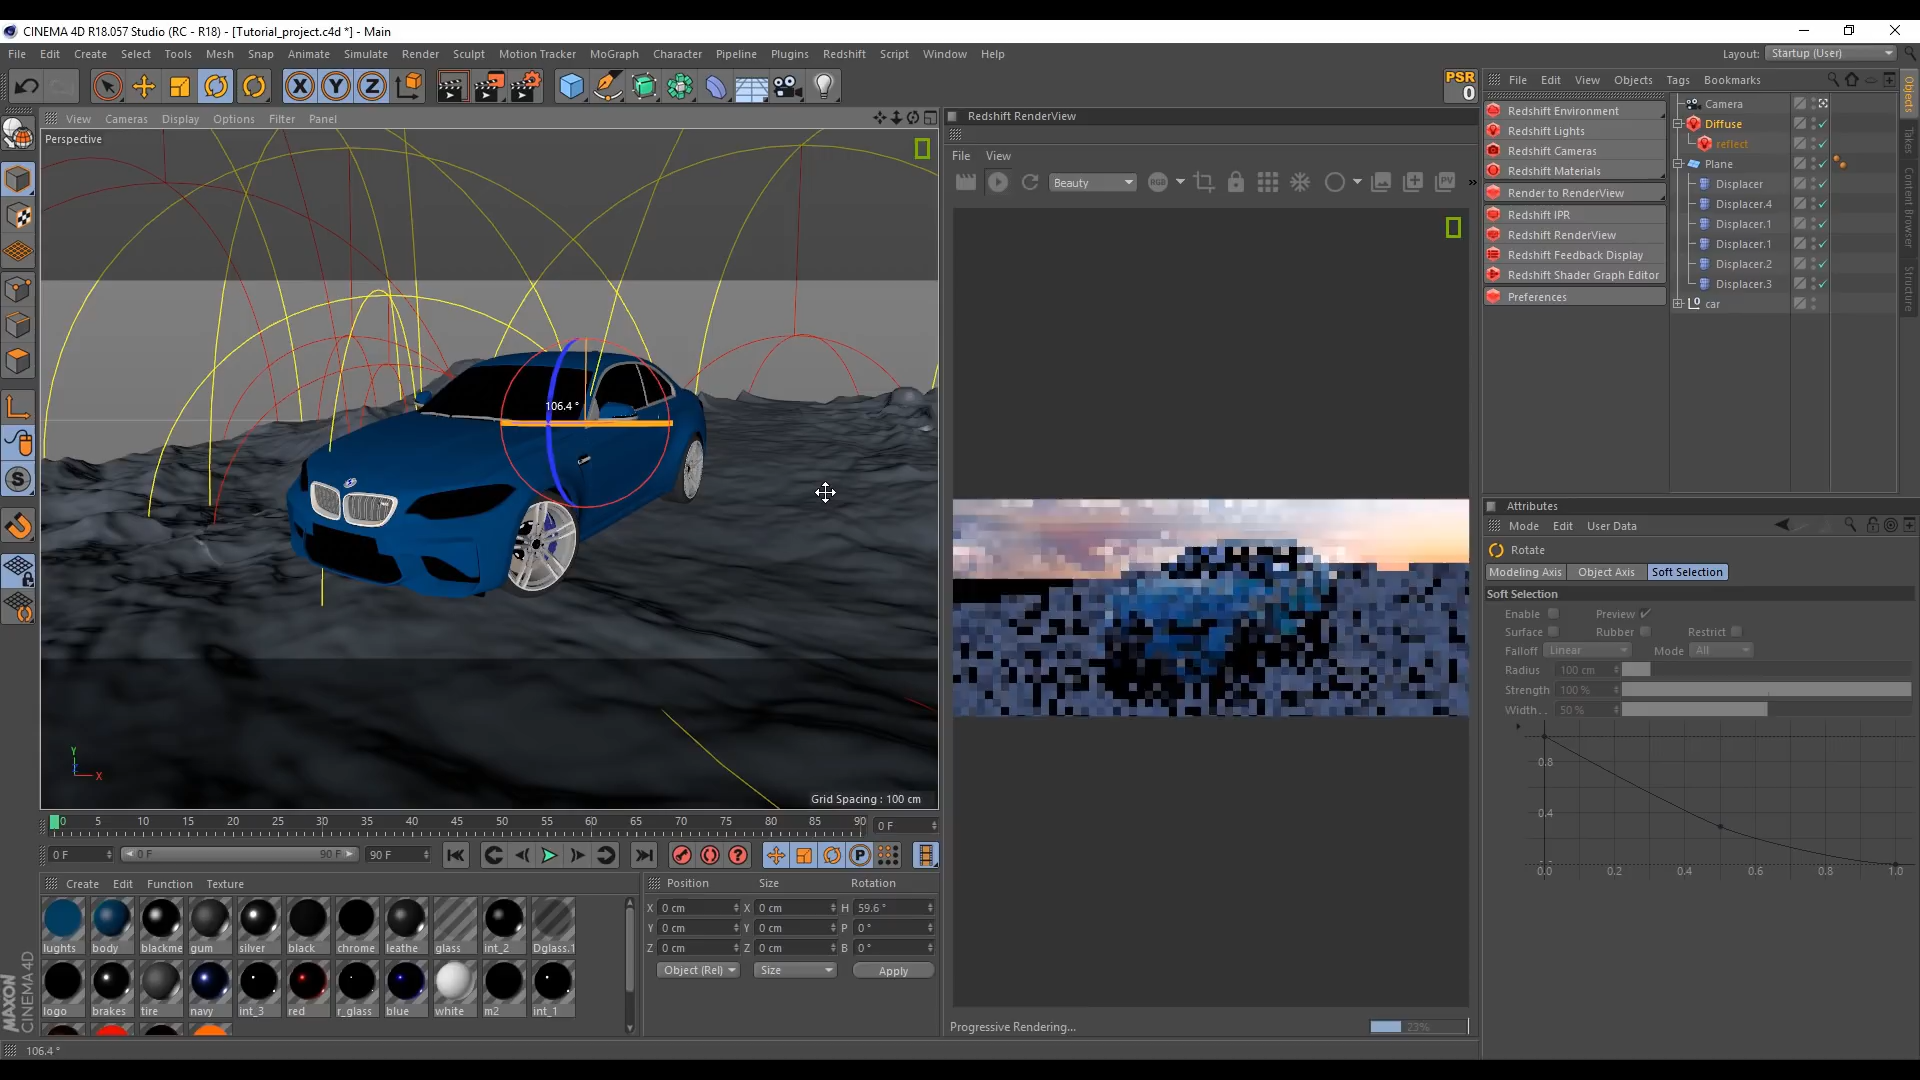 CINEMA 4D R18.057 Studio (RC - R18) - [Tutorial_project.c4d *] - Main
File Edit Create Select Tools Mesh Snap Animate Simulate Render Sculpt Motion Tracker MoGraph Character Pipeline Plugins Redshift Script Window Help
Layout: Startup (User)
X Y Z
PSR
0
View Cameras Display Options Filter Panel
Perspective
106.4 °
Y
X
Grid Spacing : 100 cm
Redshift RenderView
File View
Beauty
RGB
PV
Progressive Rendering...
23%
Redshift Environment
Redshift Lights
Redshift Cameras
Redshift Materials
Render to RenderView
Redshift IPR
Redshift RenderView
Redshift Feedback Display
Redshift Shader Graph Editor
Preferences
File Edit View Objects Tags Bookmarks
Camera
Diffuse
reflect
Plane
Displacer
Displacer.4
Displacer.1
Displacer.1
Displacer.2
Displacer.3
car
Objects
Takes
Content Browser
Structure
Attributes
Mode Edit User Data
Rotate
Modeling Axis Object Axis Soft Selection
Soft Selection
Enable Preview
Surface Rubber Restrict
Falloff Linear Mode All
Radius 100 cm
Strength 100 %
Width . . 50 %
0.8
0.4
0.0 0.2 0.4 0.6 0.8 1.0
0 5 10 15 20 25 30 35 40 45 50 55 60 65 70 75 80 85 90
0 F
0 F 0 F 90 F 90 F
Create Edit Function Texture
lughts body blackme gum silver black chrome leathe glass int_2 Dglass.1
logo brakes tire navy int_3 red r_glass blue white m2 int_1
Position Size Rotation
X 0 cm X 0 cm H 59.6 °
Y 0 cm Y 0 cm P 0 °
Z 0 cm Z 0 cm B 0 °
Object (Rel) Size Apply
MAXON CINEMA 4D
106.4 °